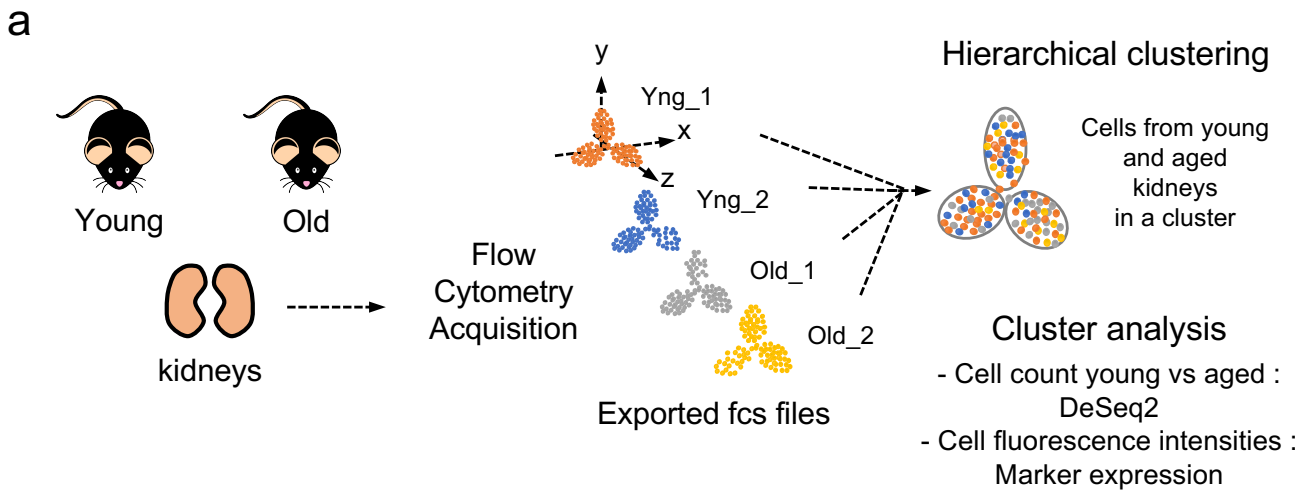 a
Young
Old
kidneys
Flow
Cytometry
Acquisition
y
x
z
Yng_1
Yng_2
Old_1
Old_2
Exported fcs files
Hierarchical clustering
Cells from young
and aged
kidneys
in a cluster
Cluster analysis
- Cell count young vs aged :
DeSeq2
- Cell fluorescence intensities :
Marker expression